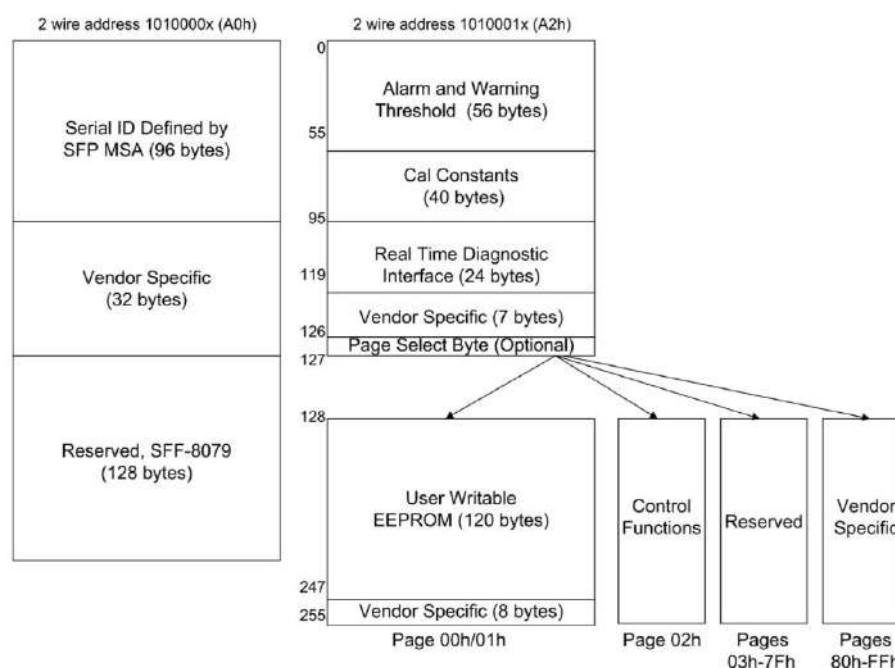 2 wire address 1010000x (A0h)
Serial ID Defined by
SFP MSA (96 bytes)
Vendor Specific
(32 bytes)
Reserved, SFF-8079
(128 bytes)
2 wire address 1010001x (A2h)
0
Alarm and Warning
Threshold (56 bytes)
55
Cal Constants
(40 bytes)
95
Real Time Diagnostic
Interface (24 bytes)
119
Vendor Specific (7 bytes)
126
Page Select Byte (Optional)
127
128
User Writable
EEPROM (120 bytes)
247
Vendor Specific (8 bytes)
255
Page 00h/01h
Control
Functions
Page 02h
Reserved
Pages
03h-7Fh
Vendor
Specific
Pages
80h-FFh